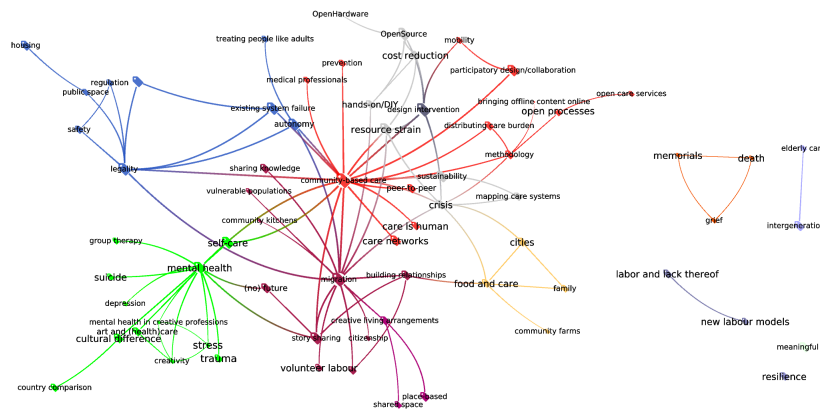 OpenHardware
OpenSource
housing
treating people like adults
mobility
cost reduction
prevention
participatory design/collaboration
medical professionals
regulation
public space
open care services
hands-on/DIY
bringing offline content online
existing system failure
design intervention
open processes
autonomy
resource strain
distributing care burden
safety
elderly car
methodology
memorials
death
legality
sharing knowledge
sustainability
community-based care
peer-to-peer
vulnerable populations
mapping care systems
crisis
community kitchens
grief
care is human
intergeneratio
group therapy
self-care
care networks
cities
mental health
suicide
migration
building relationships
labor and lack thereof
food and care
(no) future
family
depression
mental health in creative professions
creative living arrangements
new labour models
art and (health)care
community farms
cultural difference
story sharing
citizenship
stress
meaningful
trauma
creativity
volunteer labour
resilience
country comparison
place-based
shared space